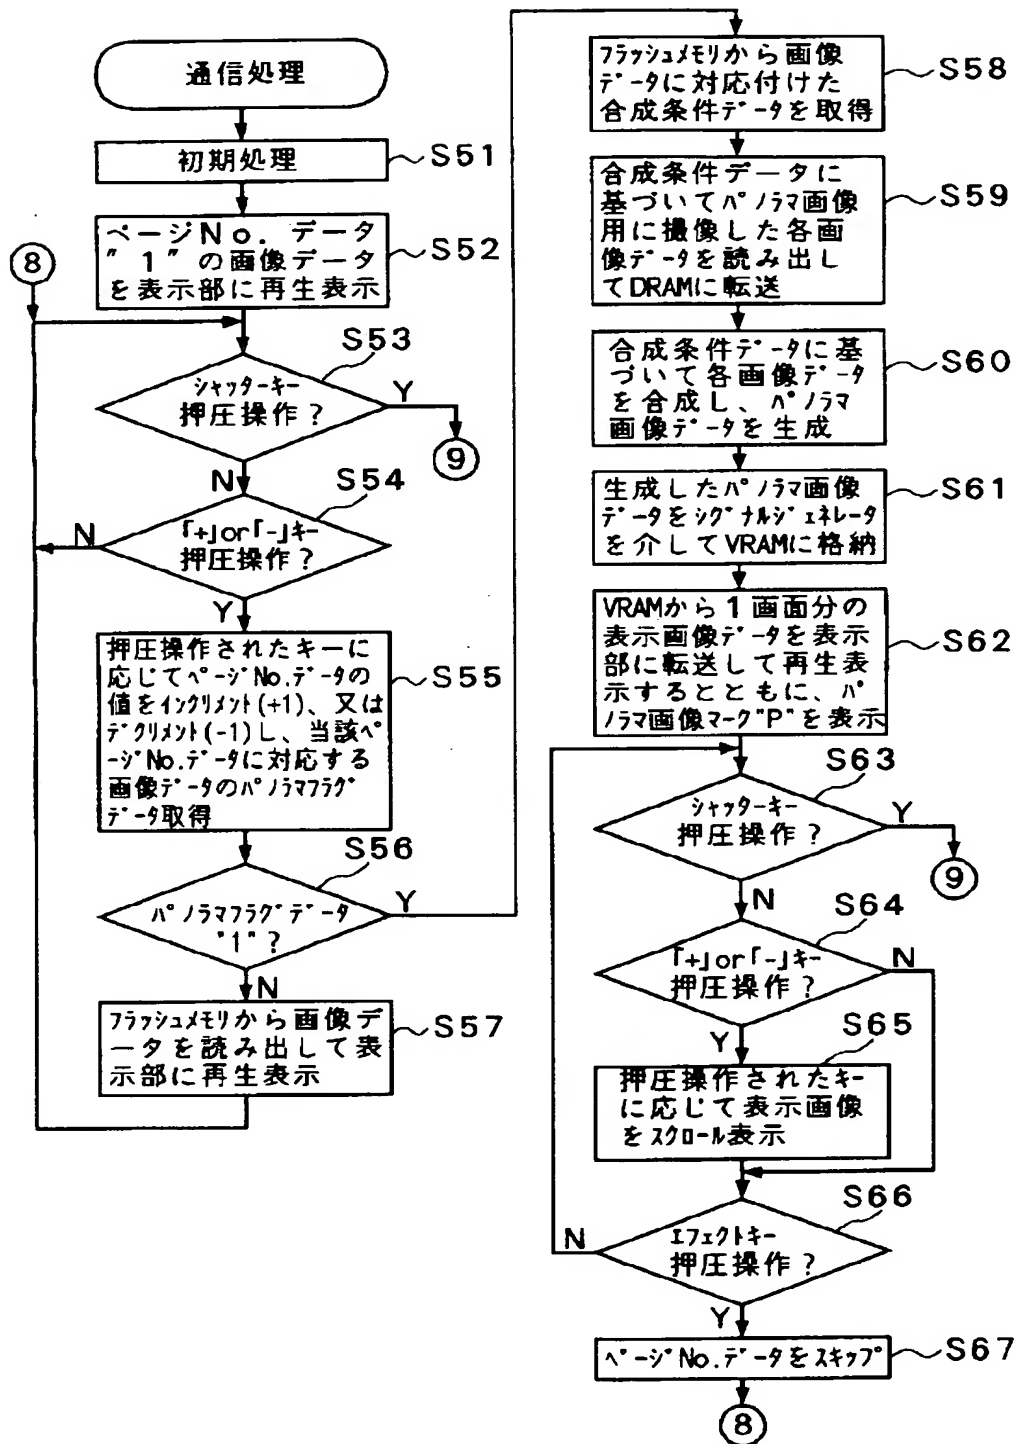 通信処理
初期処理
S51
ページNo. データ
"1"の画像データ
を表示部に再生表示
S52
8
S53
シャッターキー
押圧操作?
Y
9
N
S54
「+」or「-」キー
押圧操作?
N
Y
押圧操作されたキーに
応じてページNo.データの
値をインクリメント(+1)、又は
デクリメント(-1)し、当該ペ
ージNo.データに対応する
画像データのパノラマフラグ
データ取得
S55
S56
パノラマフラグデータ
"1"?
Y
N
フラッシュメモリから画像デ
ータを読み出して表
示部に再生表示
S57
フラッシュメモリから画像
データに対応付けた
合成条件データを取得
S58
合成条件データに
基づいてパノラマ画像
用に撮像した各画
像データを読み出し
てDRAMに転送
S59
合成条件データに基
づいて各画像データ
を合成し、パノラマ
画像データを生成
S60
生成したパノラマ画像
データをシグナルジェネレータ
を介してVRAMに格納
S61
VRAMから1画面分の
表示画像データを表示
部に転送して再生表
示するとともに、パ
ノラマ画像マーク"P"を表示
S62
S63
シャッターキー
押圧操作?
Y
9
N
S64
「+」or「-」キー
押圧操作?
N
Y
S65
押圧操作されたキー
に応じて表示画像
をスクロール表示
S66
エフェクトキー
押圧操作?
N
Y
ページNo.データをスキップ
S67
8